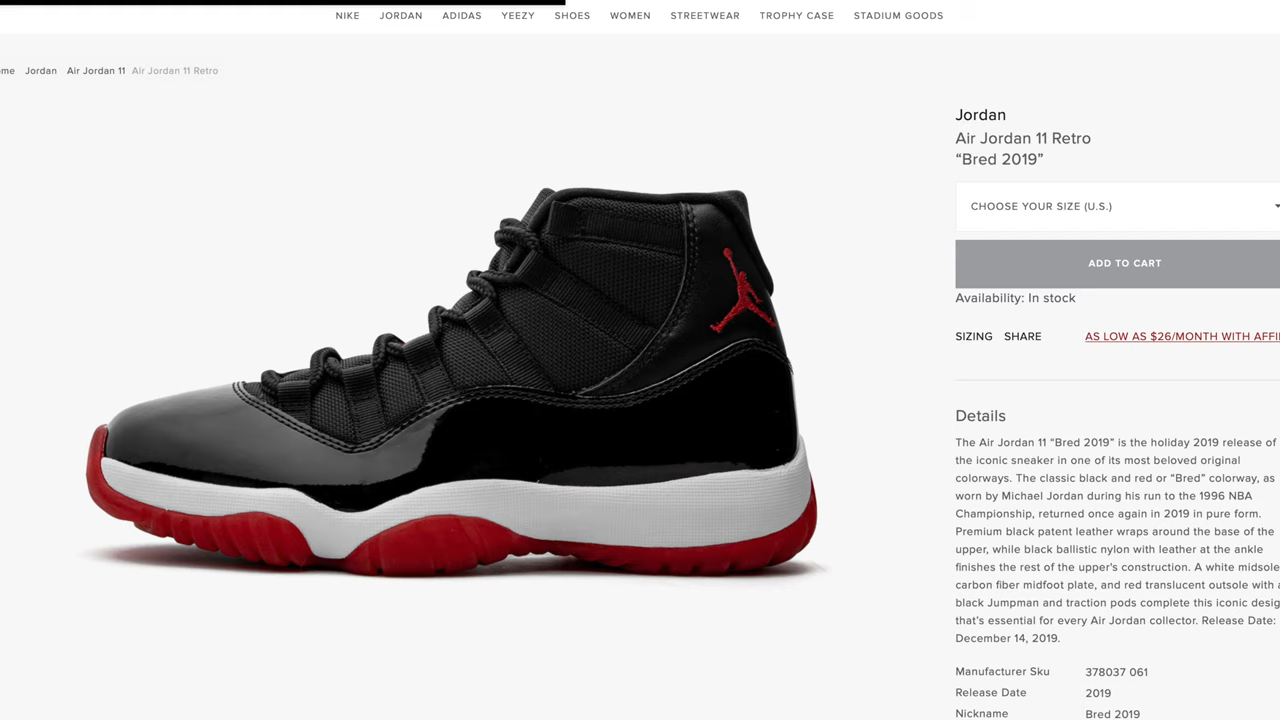 NIKE JORDAN ADIDAS YEEZY SHOES WOMEN STREETWEAR TROPHY CASE STADIUM GOODS
me Jordan Air Jordan 11 Air Jordan 11 Retro
Jordan
Air Jordan 11 Retro
“Bred 2019”
CHOOSE YOUR SIZE (U.S.)
ADD TO CART
Availability: In stock
SIZING SHARE AS LOW AS $26/MONTH WITH AFFI
Details
The Air Jordan 11 “Bred 2019” is the holiday 2019 release of
the iconic sneaker in one of its most beloved original
colorways. The classic black and red or “Bred” colorway, as
worn by Michael Jordan during his run to the 1996 NBA
Championship, returned once again in 2019 in pure form.
Premium black patent leather wraps around the base of the
upper, while black ballistic nylon with leather at the ankle
finishes the rest of the upper's construction. A white midsole
carbon fiber midfoot plate, and red translucent outsole with a
black Jumpman and traction pods complete this iconic desig
that’s essential for every Air Jordan collector. Release Date:
December 14, 2019.
Manufacturer Sku 378037 061
Release Date 2019
Nickname Bred 2019